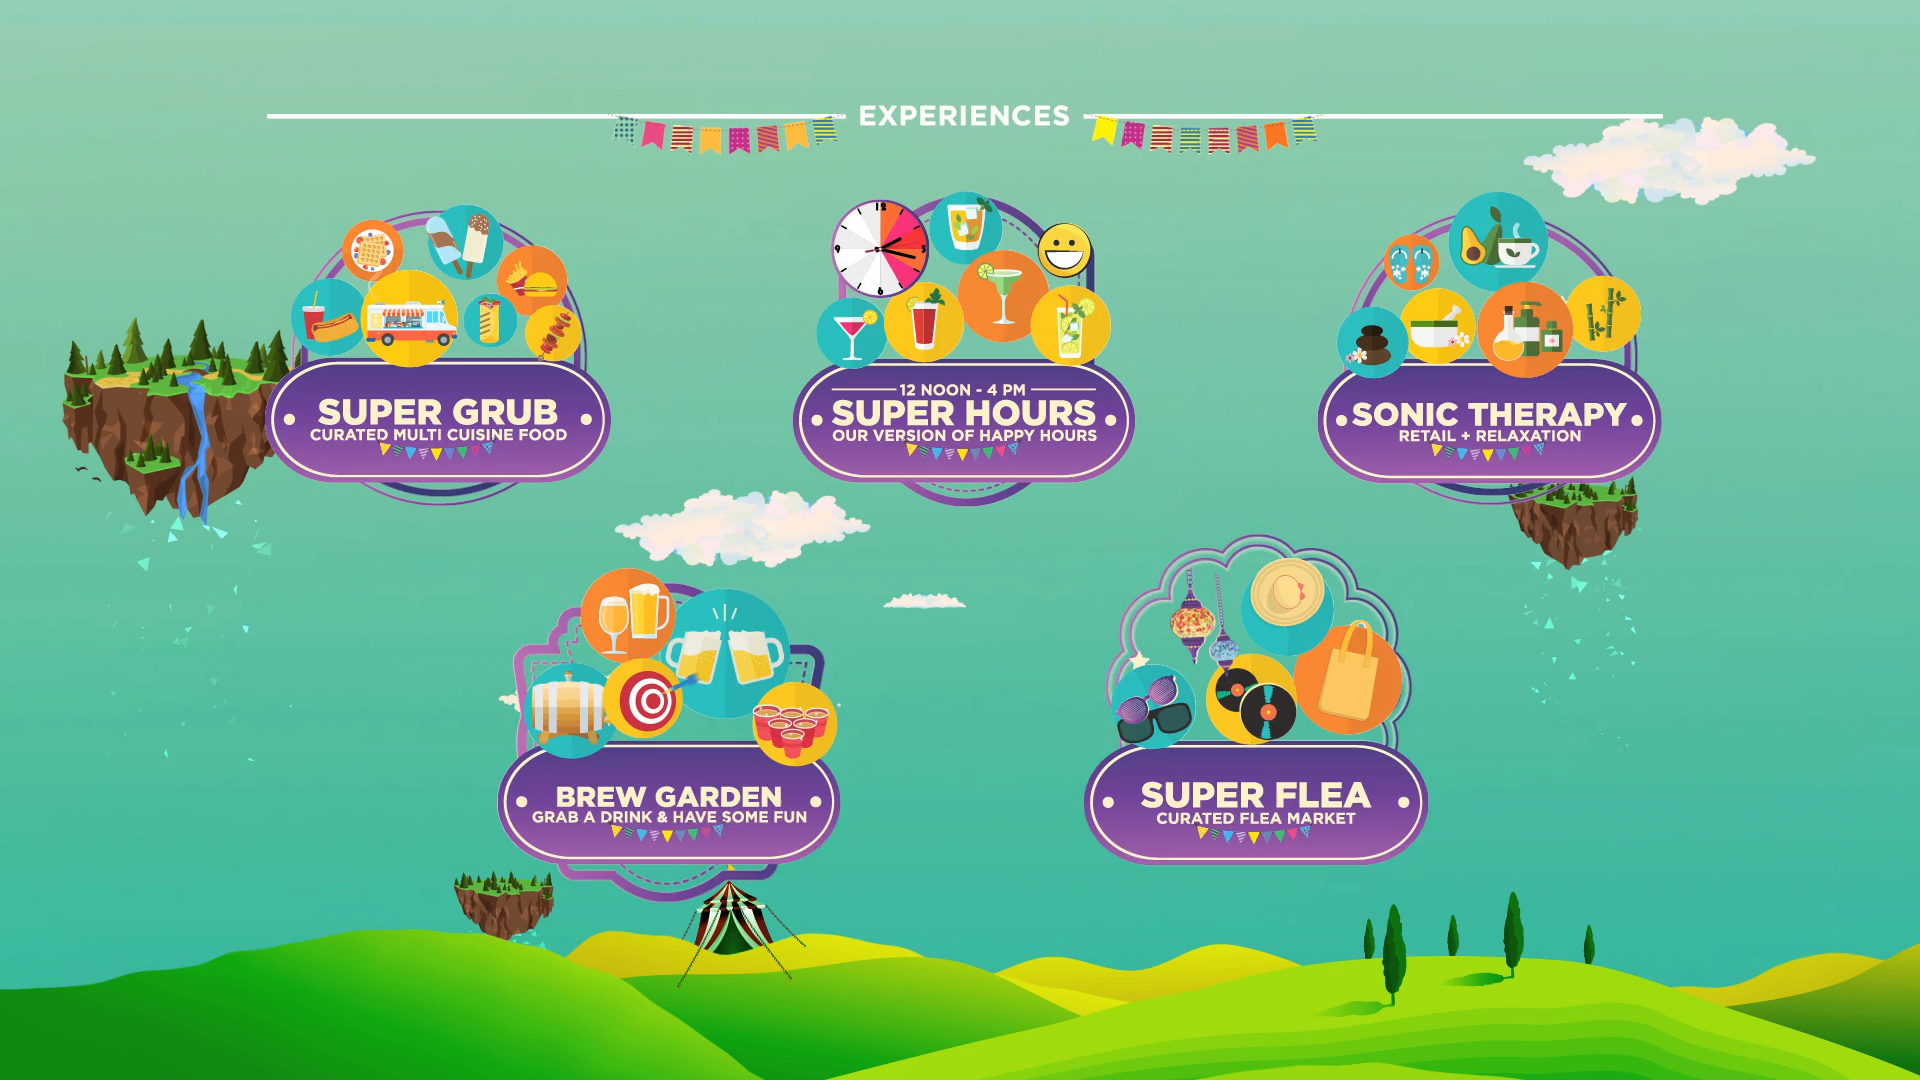 EXPERIENCES
SUPER GRUB
CURATED MULTI CUISINE FOOD
12 NOON - 4 PM
SUPER HOURS
OUR VERSION OF HAPPY HOURS
SONIC THERAPY
RETAIL + RELAXATION
BREW GARDEN
GRAB A DRINK & HAVE SOME FUN
SUPER FLEA
CURATED FLEA MARKET